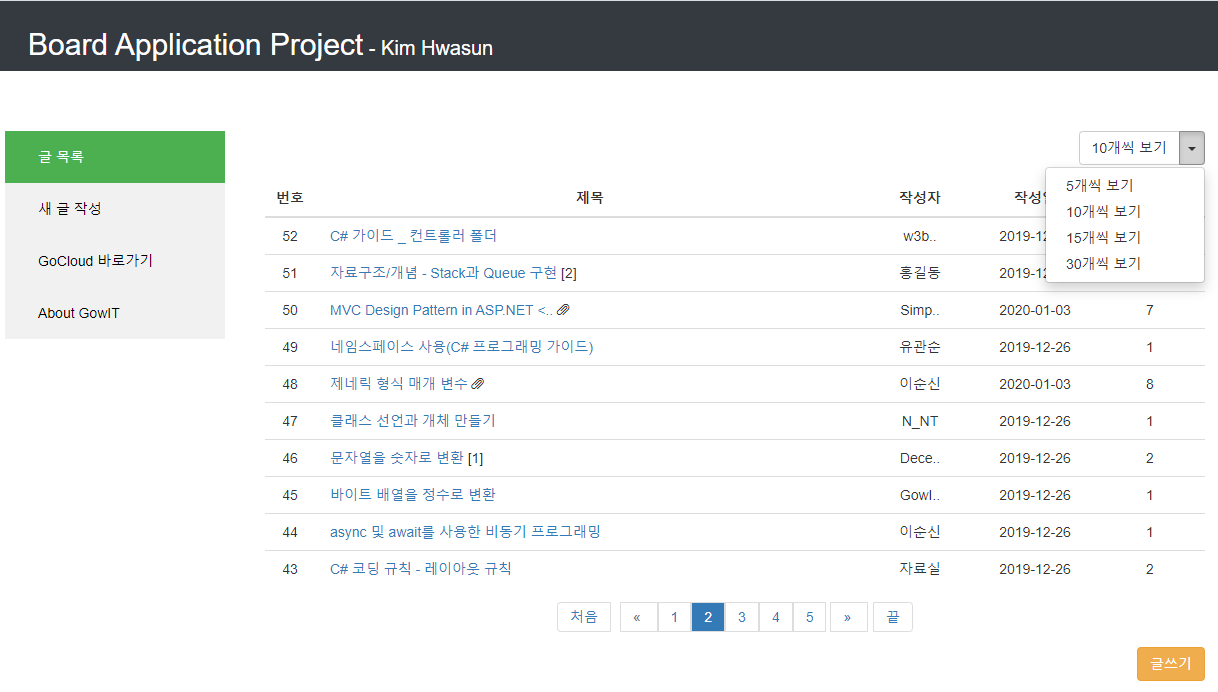 Board Application Project - Kim Hwasun
글 목록
새 글 작성
GoCloud 바로가기
About GowIT
10개씩 보기
5개씩 보기
10개씩 보기
15개씩 보기
30개씩 보기
번호 제목 작성자
52 C# 가이드 _ 컨트롤러 폴더 w3b..
51 자료구조/개념 - Stack과 Queue 구현 [2] 홍길동
50 MVC Design Pattern in ASP.NET <.. Simp.. 2020-01-03 7
49 네임스페이스 사용(C# 프로그래밍 가이드) 유관순 2019-12-26 1
48 제네릭 형식 매개 변수 이순신 2020-01-03 8
47 클래스 선언과 개체 만들기 N_NT 2019-12-26 1
46 문자열을 숫자로 변환 [1] Dece.. 2019-12-26 2
45 바이트 배열을 정수로 변환 Gowl.. 2019-12-26 1
44 async 및 await를 사용한 비동기 프로그래밍 이순신 2019-12-26 1
43 C# 코딩 규칙 - 레이아웃 규칙 자료실 2019-12-26 2
처음 « 1 2 3 4 5 » 끝
글쓰기